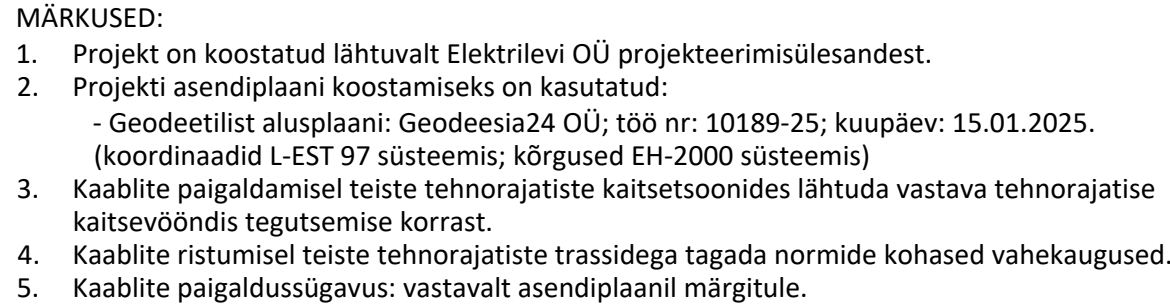 MÄRKUSED:
1. Projekt on koostatud lähtuvalt Elektrilevi OÜ projekteerimisülesandest.
2. Projekti asendiplaani koostamiseks on kasutatud:
- Geodeetilist alusplaani: Geodeesia24 OÜ; töö nr: 10189-25; kuupäev: 15.01.2025.
(koordinaadid L-EST 97 süsteemis; kõrgused EH-2000 süsteemis)
3. Kaablite paigaldamisel teiste tehnorajatiste kaitsetsoonides lähtuda vastava tehnorajatise
kaitsevööndis tegutsemise korrast.
4. Kaablite ristumisel teiste tehnorajatiste trassidega tagada normide kohased vahekaugused.
5. Kaablite paigaldussügavus: vastavalt asendiplaanil märgitule.